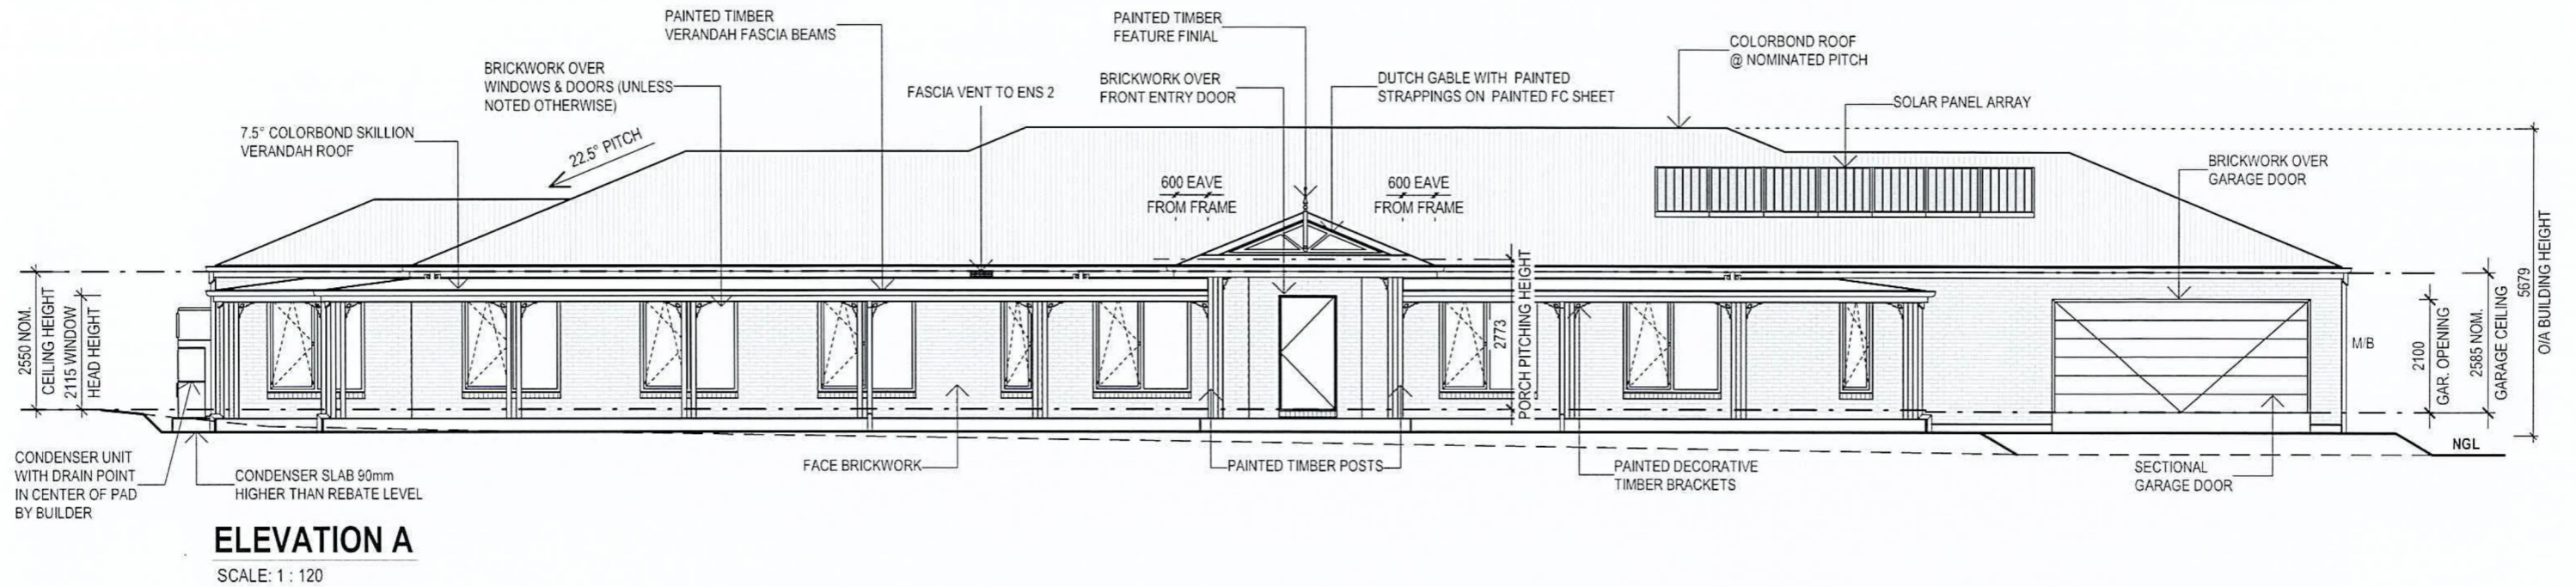 PAINTED TIMBER
VERANDAH FASCIA BEAMS
PAINTED TIMBER
FEATURE FINIAL
COLORBOND ROOF
@ NOMINATED PITCH
BRICKWORK OVER
WINDOWS & DOORS (UNLESS
NOTED OTHERWISE)
FASCIA VENT TO ENS 2
BRICKWORK OVER
FRONT ENTRY DOOR
DUTCH GABLE WITH PAINTED
STRAPPINGS ON PAINTED FC SHEET
SOLAR PANEL ARRAY
7.5° COLORBOND SKILLION
VERANDAH ROOF
22.5° PITCH
BRICKWORK OVER
GARAGE DOOR
600 EAVE
FROM FRAME
600 EAVE
FROM FRAME
2550 NOM.
CEILING HEIGHT
2115 WINDOW
HEAD HEIGHT
2773
PORCH PITCHING HEIGHT
M/B
2100
GAR. OPENING
2585 NOM.
GARAGE CEILING
5679
O/A BUILDING HEIGHT
NGL
CONDENSER UNIT
WITH DRAIN POINT
IN CENTER OF PAD
BY BUILDER
CONDENSER SLAB 90mm
HIGHER THAN REBATE LEVEL
FACE BRICKWORK
PAINTED TIMBER POSTS
PAINTED DECORATIVE
TIMBER BRACKETS
SECTIONAL
GARAGE DOOR
ELEVATION A
SCALE: 1 : 120